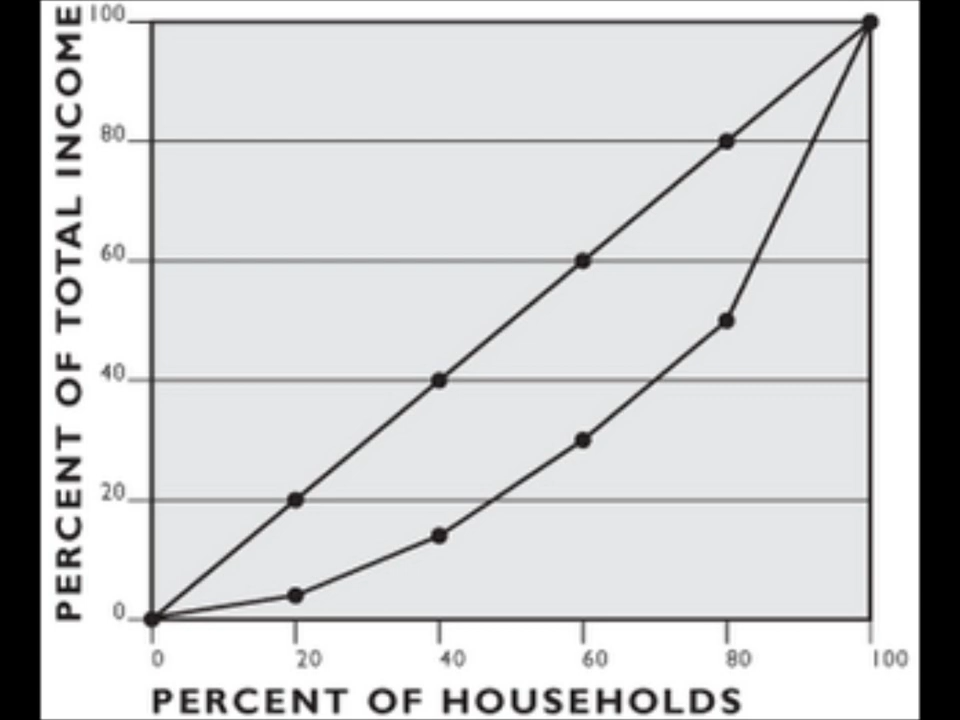 PERCENT OF TOTAL INCOME
100
80
60
40
20
0
0 20 40 60 80 100
PERCENT OF HOUSEHOLDS